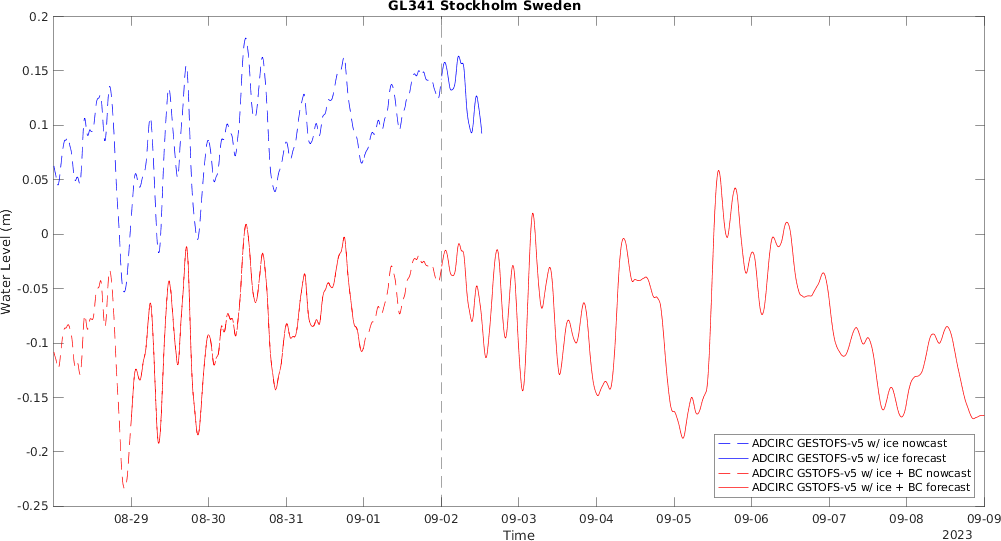 GL341 Stockholm Sweden
0.2
0.15
0.1
0.05
0
-0.05
-0.1
-0.15
-0.2
-0.25
Water Level (m)
ADCIRC GESTOFS-v5 w/ ice nowcast
ADCIRC GESTOFS-v5 w/ ice forecast
ADCIRC GSTOFS-v5 w/ ice + BC nowcast
ADCIRC GSTOFS-v5 w/ ice + BC forecast
08-29 08-30 08-31 09-01 09-02 09-03 09-04 09-05 09-06 09-07 09-08 09-09
Time
2023